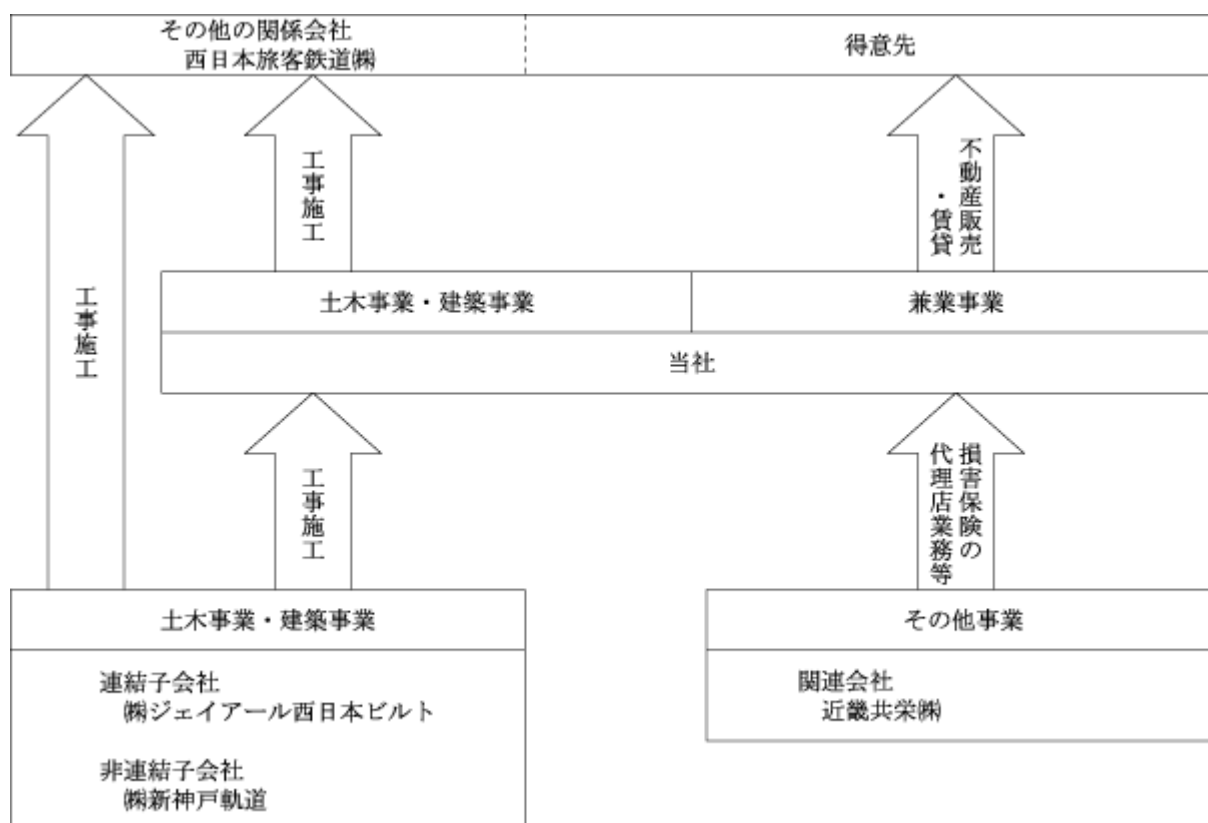 その他の関係会社
西日本旅客鉄道㈱
得意先
工事施工
工事施工
不動産販売
・賃貸
土木事業・建築事業
兼業事業
当社
工事施工
損害保険の
代理店業務等
土木事業・建築事業
その他事業
連結子会社
㈱ジェイアール西日本ビルト
非連結子会社
㈱新神戸軌道
関連会社
近畿共栄㈱